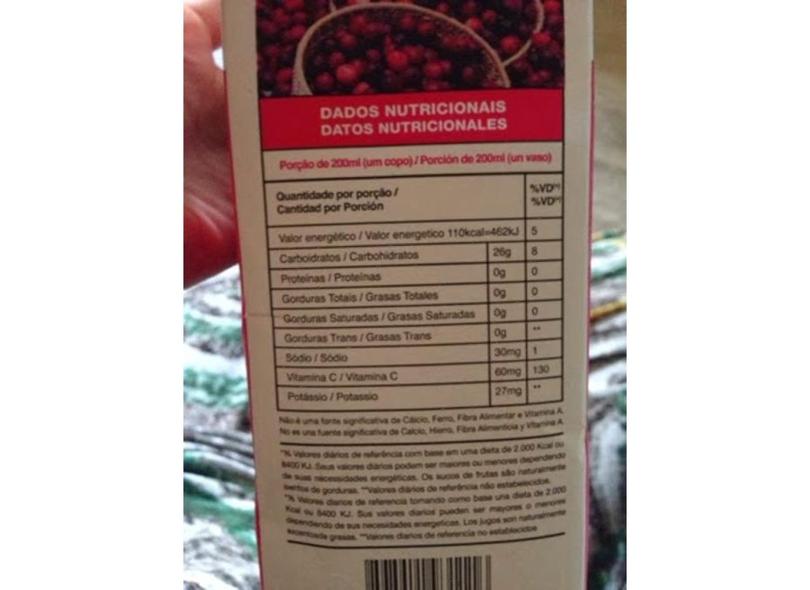 DADOS NUTRICIONAIS
DATOS NUTRICIONALES
Porção de 200ml (um copo) / Porción de 200ml (un vaso)
Quantidade por porção / %VD(*)
Cantidad por Porción %VD(*)
Valor energético / Valor energetico 110kcal=462kJ 5
Carboidratos / Carbohidratos 26g 8
Proteínas / Proteínas 0g 0
Gorduras Totais / Grasas Totales 0g 0
Gorduras Saturadas / Grasas Saturadas 0g 0
Gorduras Trans / Grasas Trans 0g **
Sódio / Sódio 30mg 1
Vitamina C / Vitamina C 60mg 130
Potássio / Potassio 27mg **
Não é uma fonte significativa de Cálcio, Ferro, Fibra Alimentar e Vitamina A.
No es una fuente significativa de Calcio, Hierro, Fibra Alimenticia y Vitamina A.
*% Valores diários de referência com base em uma dieta de 2.000 Kcal ou
8400 KJ. Seus valores diários podem ser maiores ou menores dependendo
de suas necessidades energéticas. Os sucos de frutas são naturalmente
isentos de gorduras. **Valores diários de referência não estabelecidos.
*% Valores diarios de referencia tomando como base una dieta de 2.000
Kcal ou 8400 KJ. Sus valores diarios pueden ser mayores o menores
dependiendo de sus necesidades energeticas. Los jugos son naturalmente
grasas. **Valores diarios de referencia no establecidos